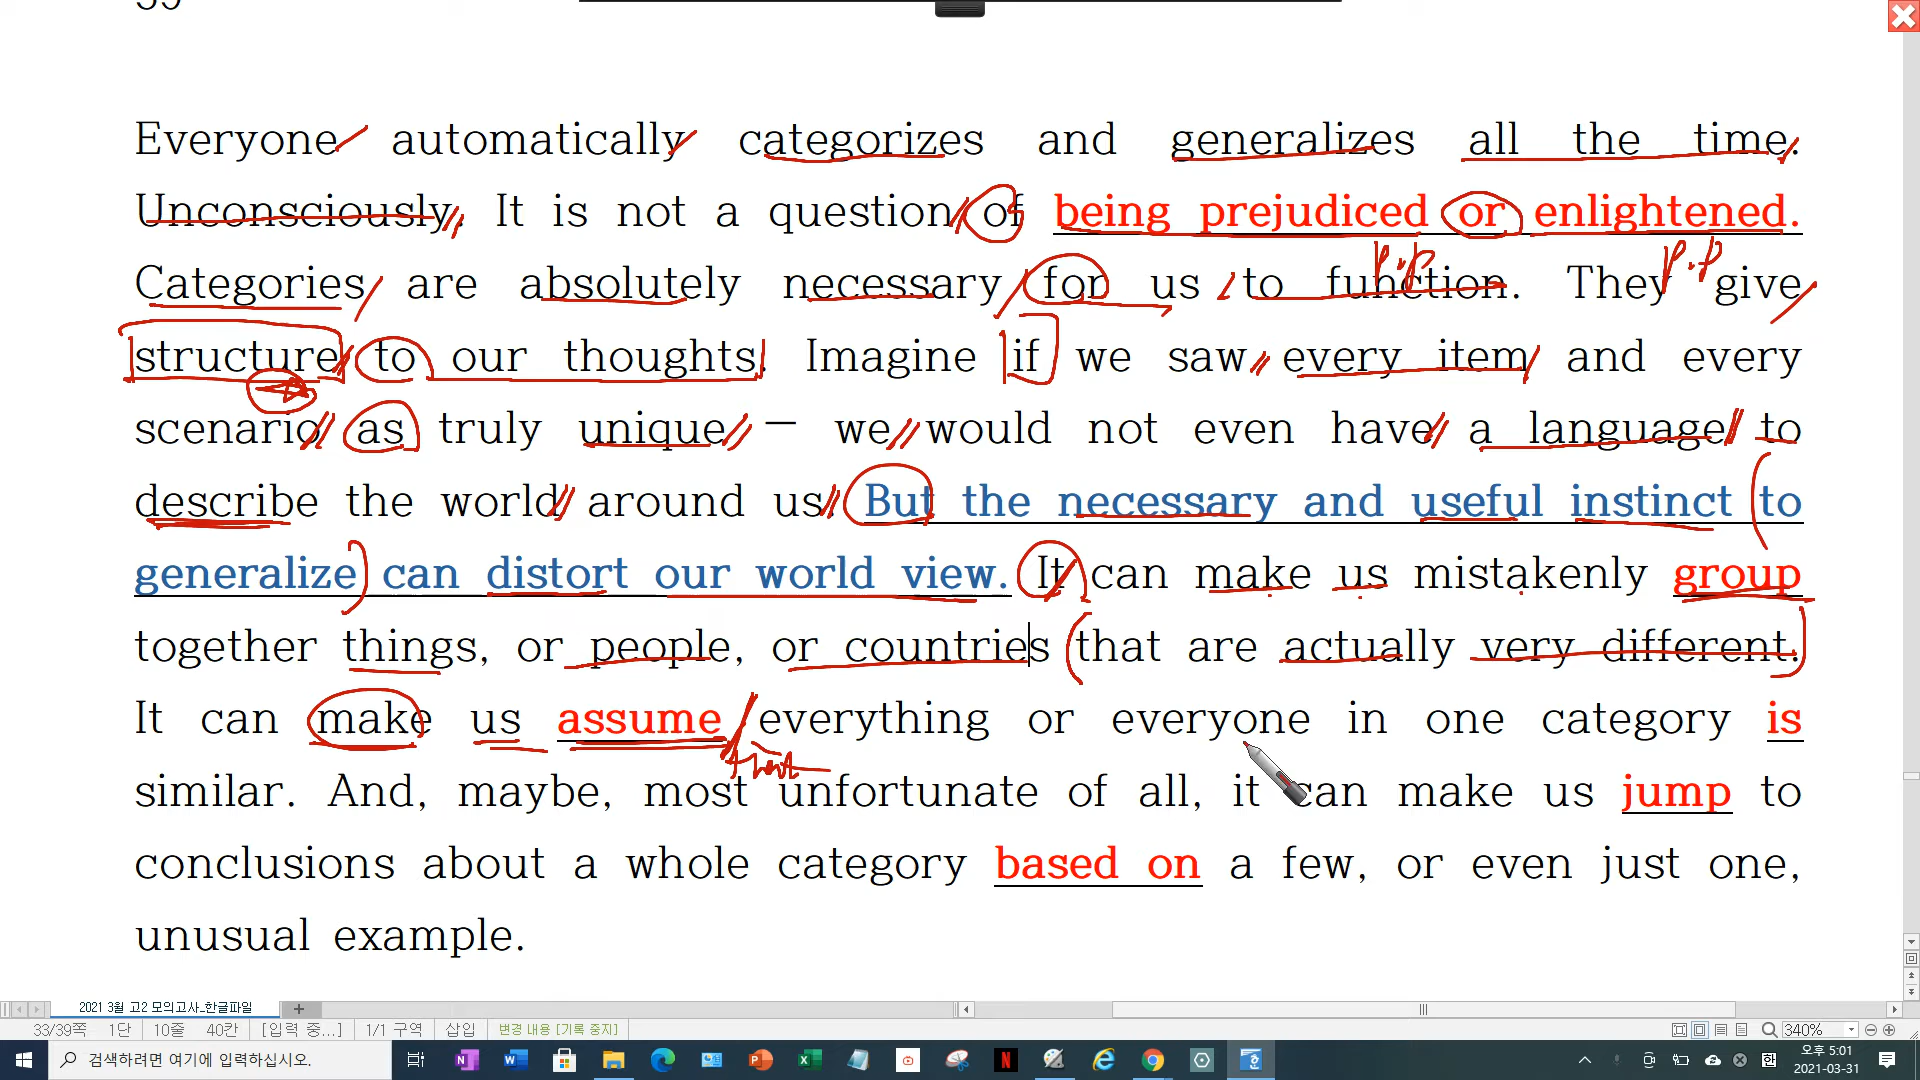 Everyone automatically categorizes and generalizes all the time.
Unconsciously. It is not a question of being prejudiced or enlightened.
p.p p.p
Categories are absolutely necessary for us to function. They give
structure to our thoughts. Imagine if we saw every item and every
scenario as truly unique — we would not even have a language to
describe the world around us. But the necessary and useful instinct to
generalize can distort our world view. It can make us mistakenly group
together things, or people, or countries that are actually very different.
It can make us assume everything or everyone in one category is
that
similar. And, maybe, most unfortunate of all, it can make us jump to
conclusions about a whole category based on a few, or even just one,
unusual example.
2021 3월 고2 모의고사_한글파일
33/39쪽 1단 10줄 40칸 [입력 중...] 1/1 구역 삽입 변경 내용 [기록 중지] 340%
검색하려면 여기에 입력하십시오.
오후 5:01
2021-03-31